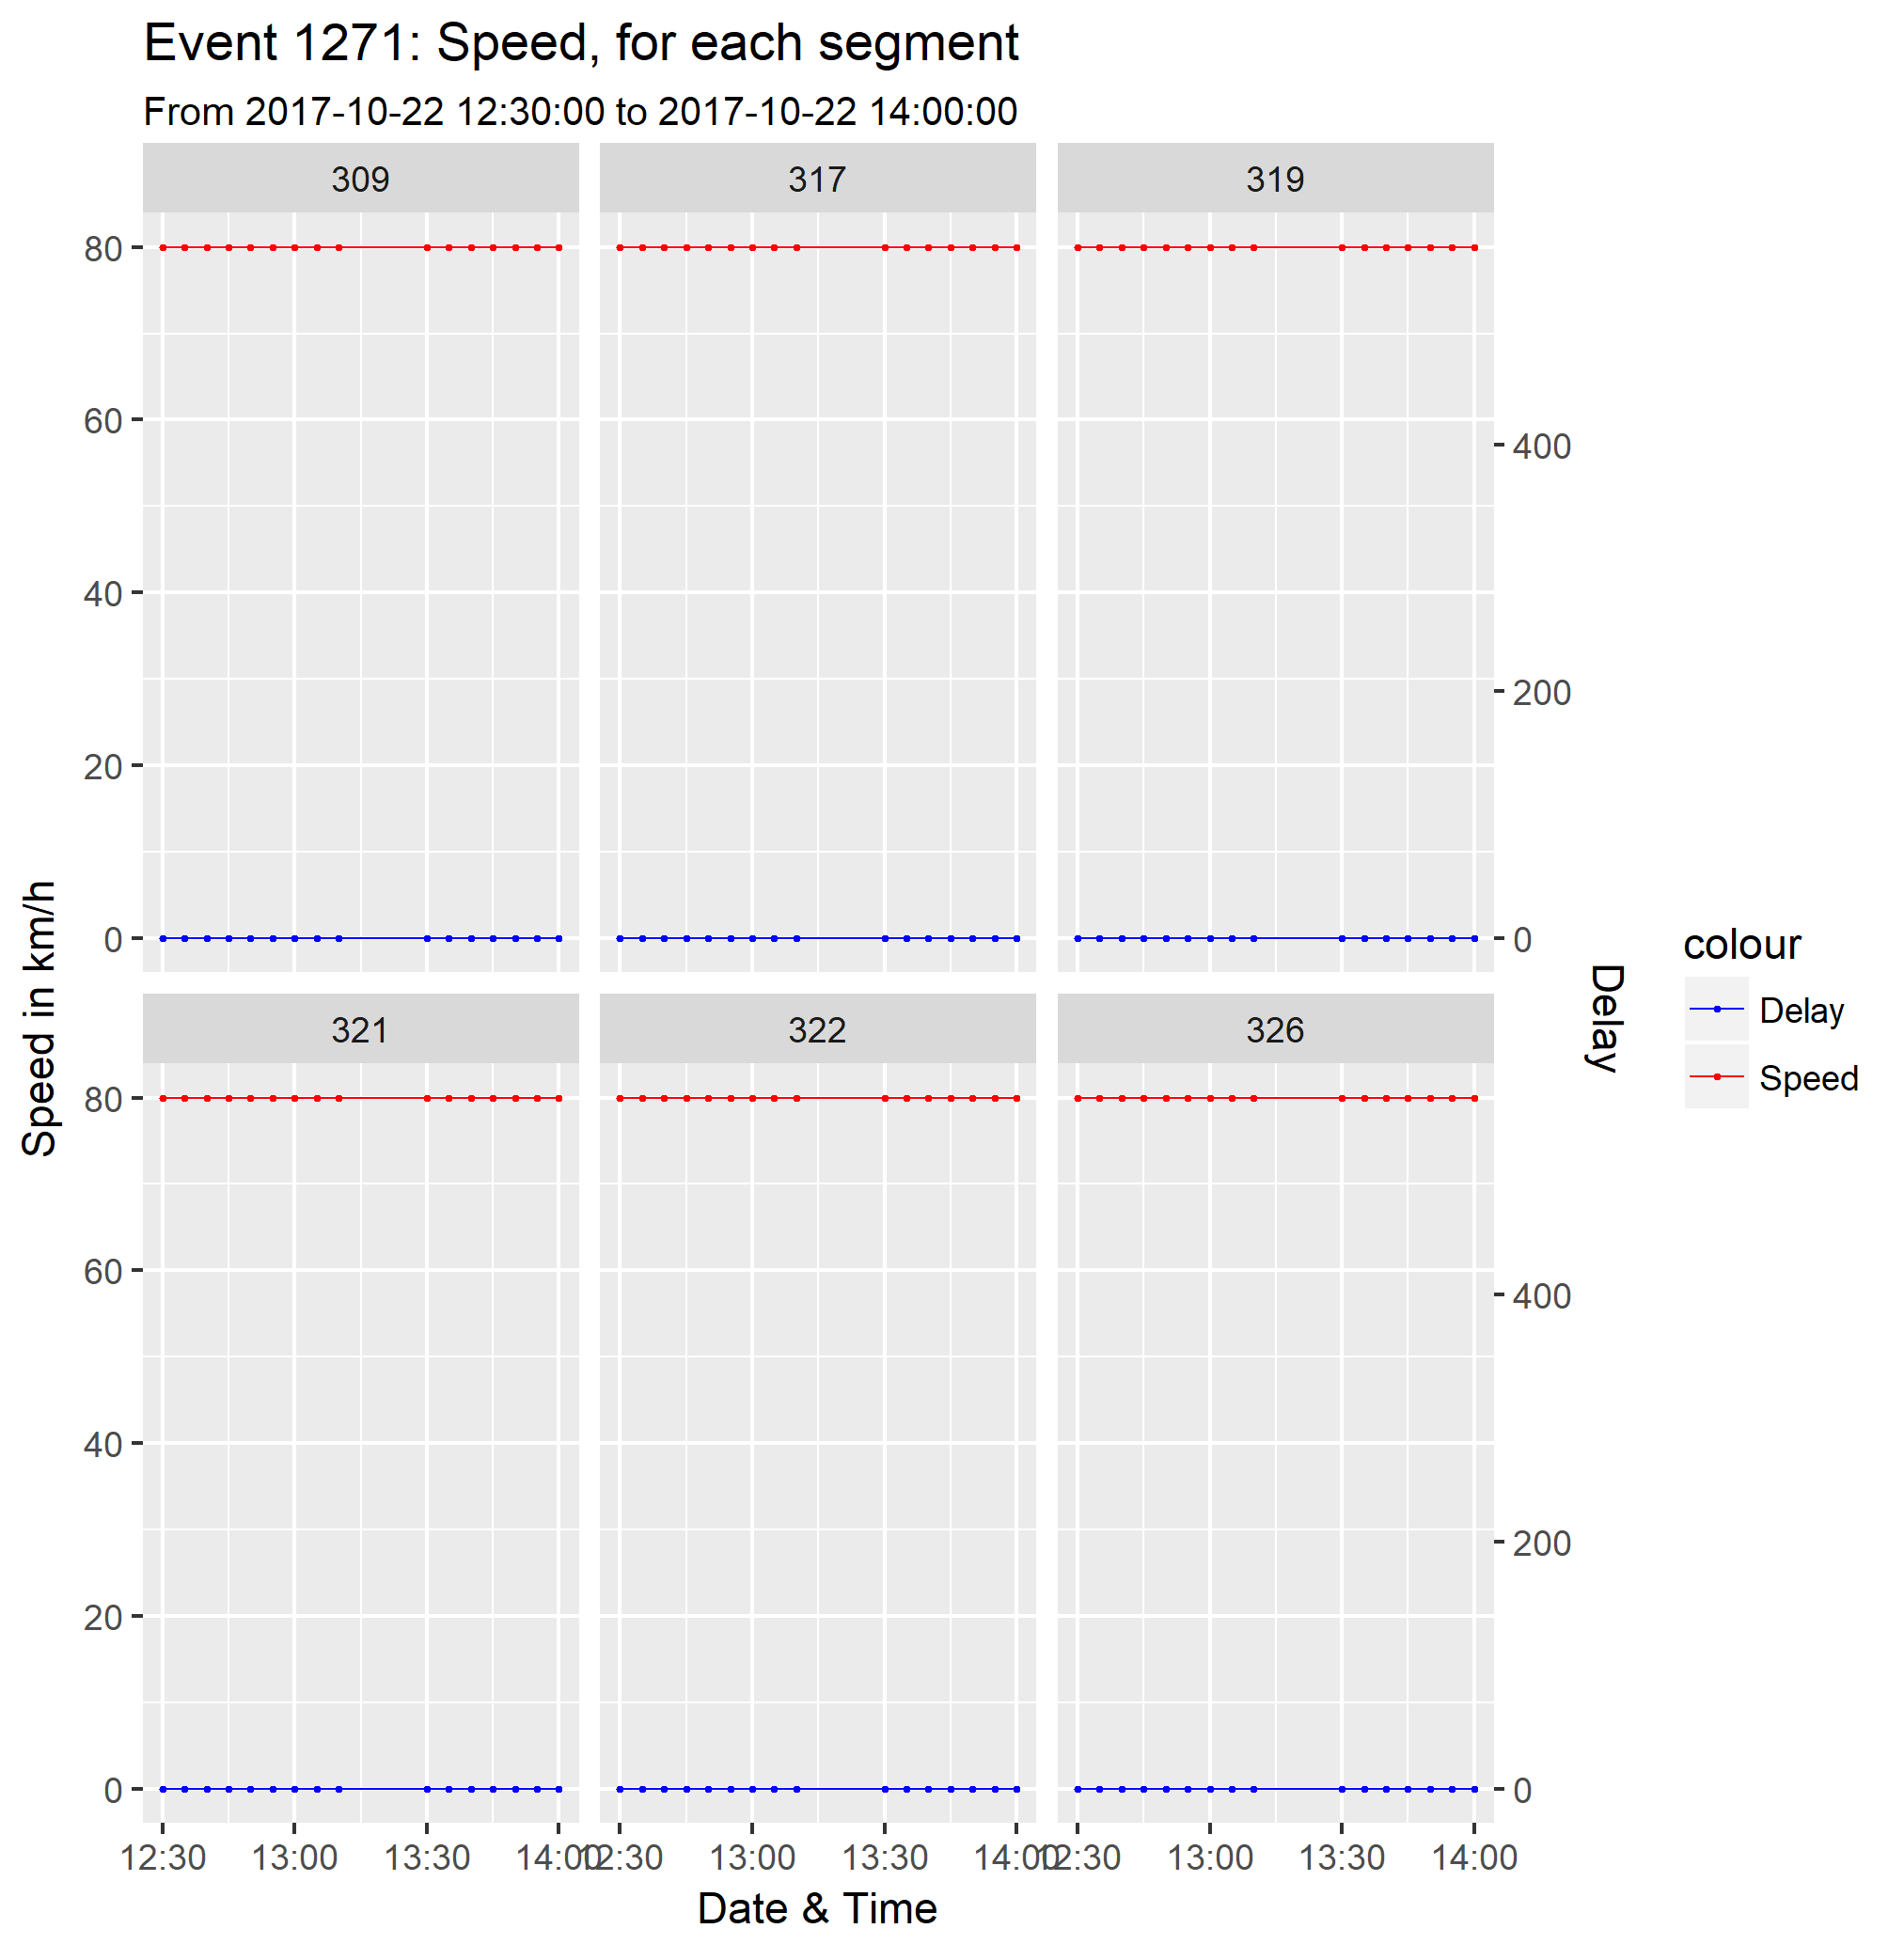 Event 1271: Speed, for each segment
From 2017-10-22 12:30:00 to 2017-10-22 14:00:00
309 317 319
80
60
40
20
0
400
200
0
Speed in km/h
Delay
colour
Delay
Speed
321 322 326
80
60
40
20
0
400
200
0
12:30 13:00 13:30 14:00 12:30 13:00 13:30 14:00 12:30 13:00 13:30 14:00
Date & Time